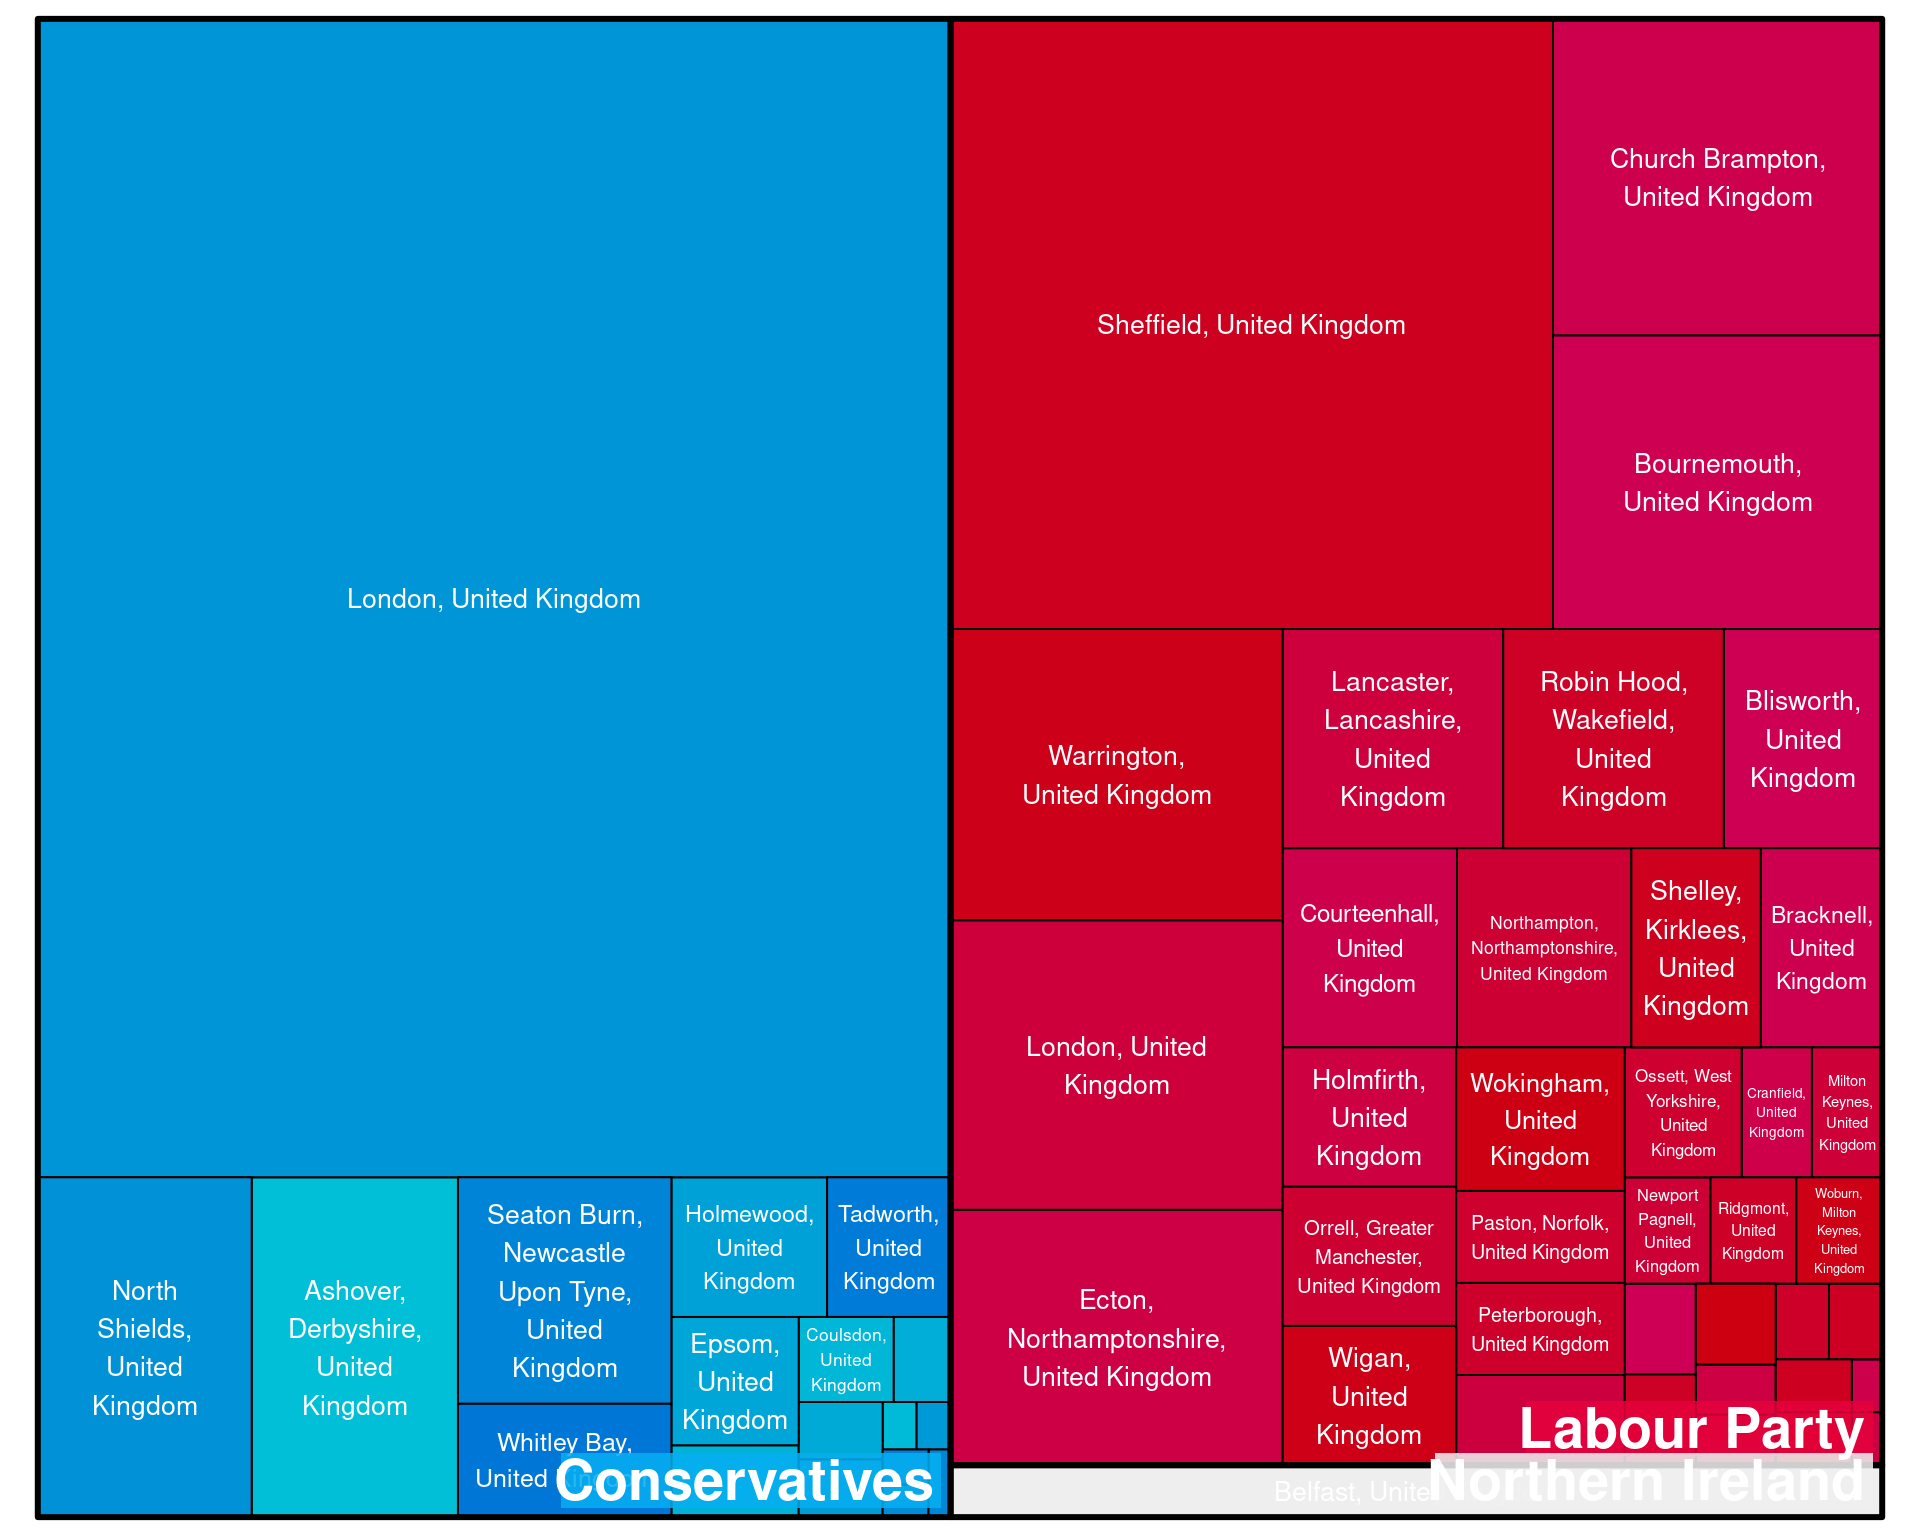 London, United Kingdom
North
Shields,
United
Kingdom
Ashover,
Derbyshire,
United
Kingdom
Seaton Burn,
Newcastle
Upon Tyne,
United
Kingdom
Whitley Bay,
United Kingdom
Holmewood,
United
Kingdom
Tadworth,
United
Kingdom
Epsom,
United
Kingdom
Coulsdon,
United
Kingdom
Conservatives
Sheffield, United Kingdom
Church Brampton,
United Kingdom
Bournemouth,
United Kingdom
Warrington,
United Kingdom
London, United
Kingdom
Ecton,
Northamptonshire,
United Kingdom
Lancaster,
Lancashire,
United
Kingdom
Robin Hood,
Wakefield,
United
Kingdom
Blisworth,
United
Kingdom
Courteenhall,
United
Kingdom
Northampton,
Northamptonshire,
United Kingdom
Shelley,
Kirklees,
United
Kingdom
Bracknell,
United
Kingdom
Holmfirth,
United
Kingdom
Wokingham,
United
Kingdom
Ossett, West
Yorkshire,
United
Kingdom
Cranfield,
United
Kingdom
Milton
Keynes,
United
Kingdom
Orrell, Greater
Manchester,
United Kingdom
Paston, Norfolk,
United Kingdom
Newport
Pagnell,
United
Kingdom
Ridgmont,
United
Kingdom
Woburn,
Milton
Keynes,
United
Kingdom
Wigan,
United
Kingdom
Peterborough,
United Kingdom
Labour Party
Belfast, Unite
Northern Ireland